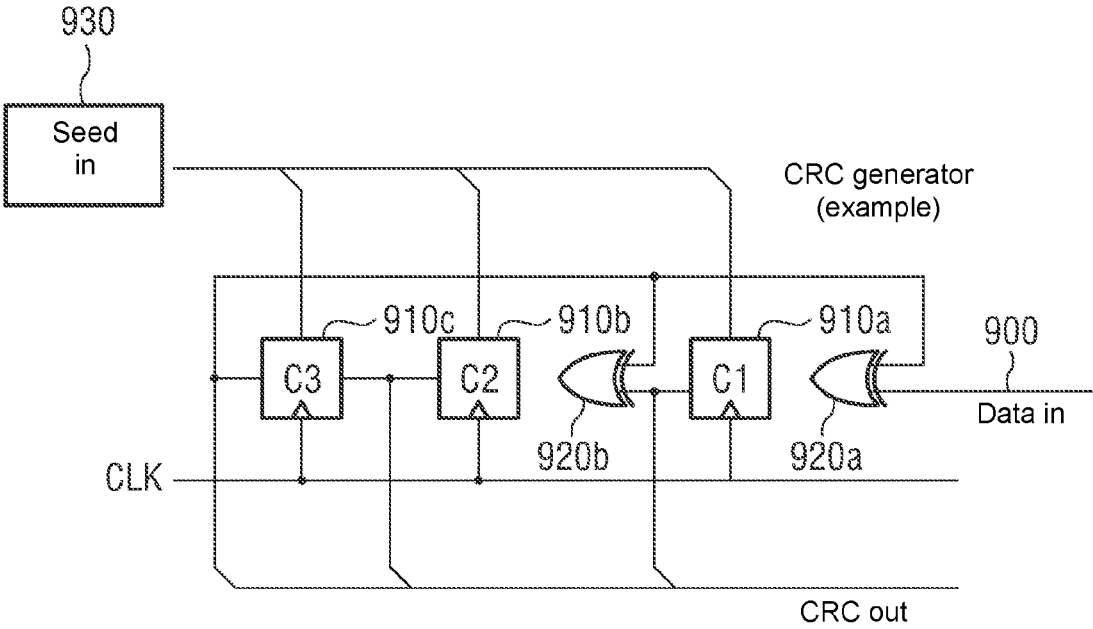 930
Seed
in
CRC generator
(example)
910c
910b
910a
900
C3
C2
C1
Data in
920b
920a
CLK
CRC out